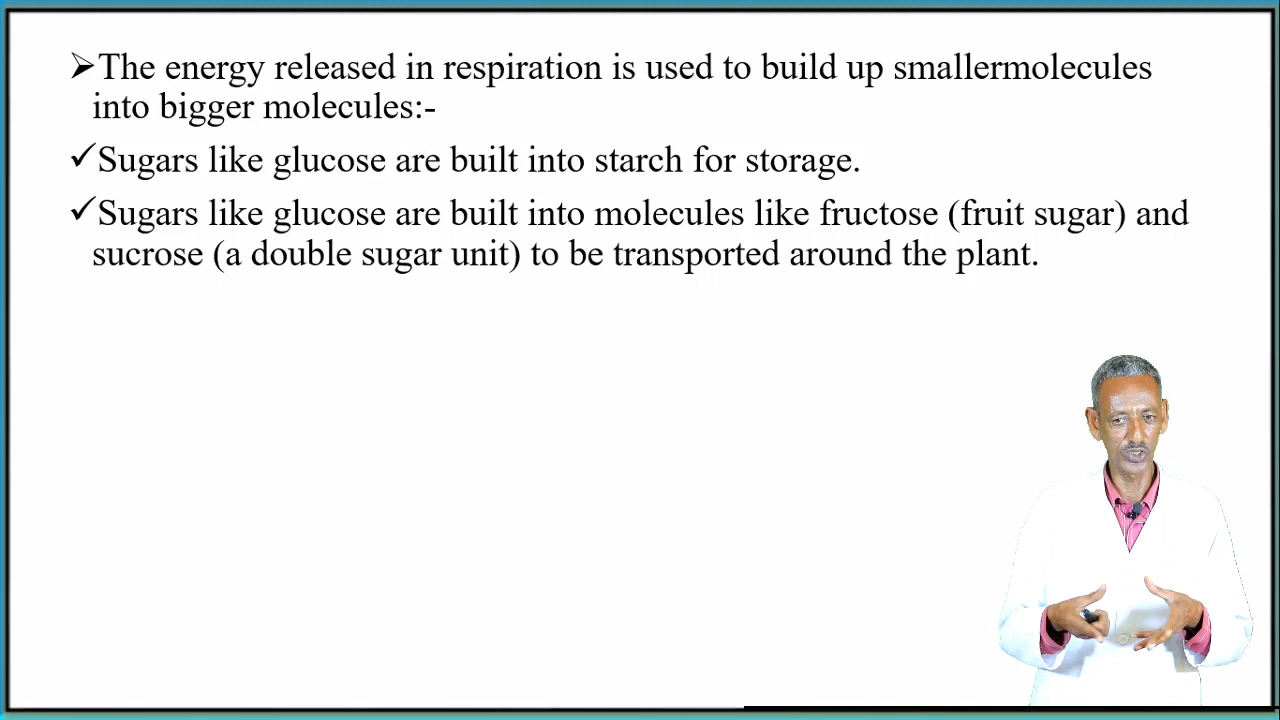 ➢The energy released in respiration is used to build up smallermolecules
into bigger molecules:-
✓Sugars like glucose are built into starch for storage.
✓Sugars like glucose are built into molecules like fructose (fruit sugar) and
sucrose (a double sugar unit) to be transported around the plant.